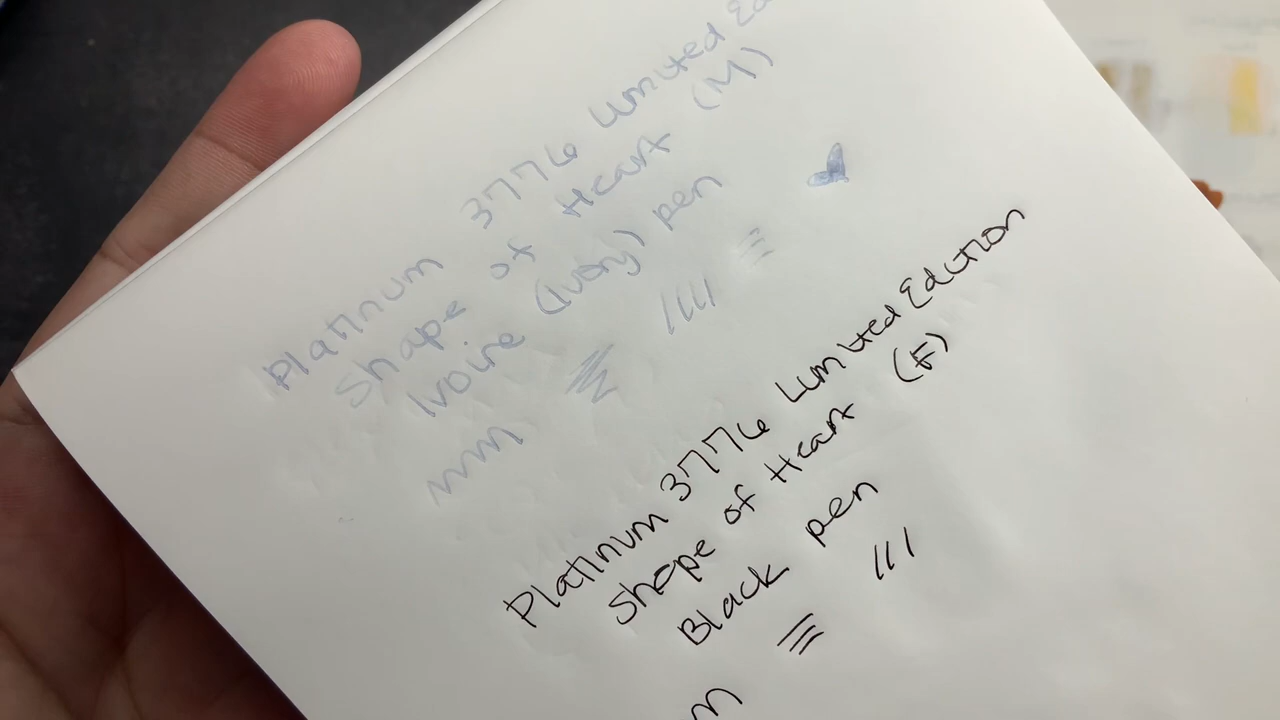 Platinum 3776 Limited Ed
Shape of Heart (M)
Ivoire (Ivory) pen
Platinum 3776 Limited Edition
Shape of Heart (F)
Black pen